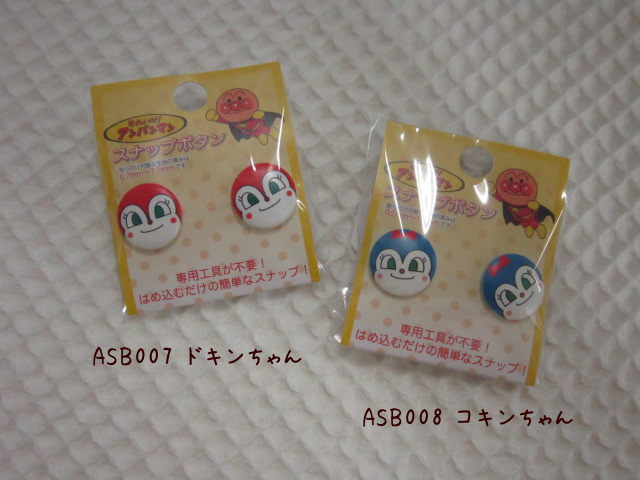 それいけ!
アンパンマン
スナップボタン
専用工具が不要!
はめ込むだけの簡単なスナップ!
ASB007 ドキンちゃん
アンパンマン
スナップボタン
専用工具が不要!
はめ込むだけの簡単なスナップ!
ASB008 コキンちゃん